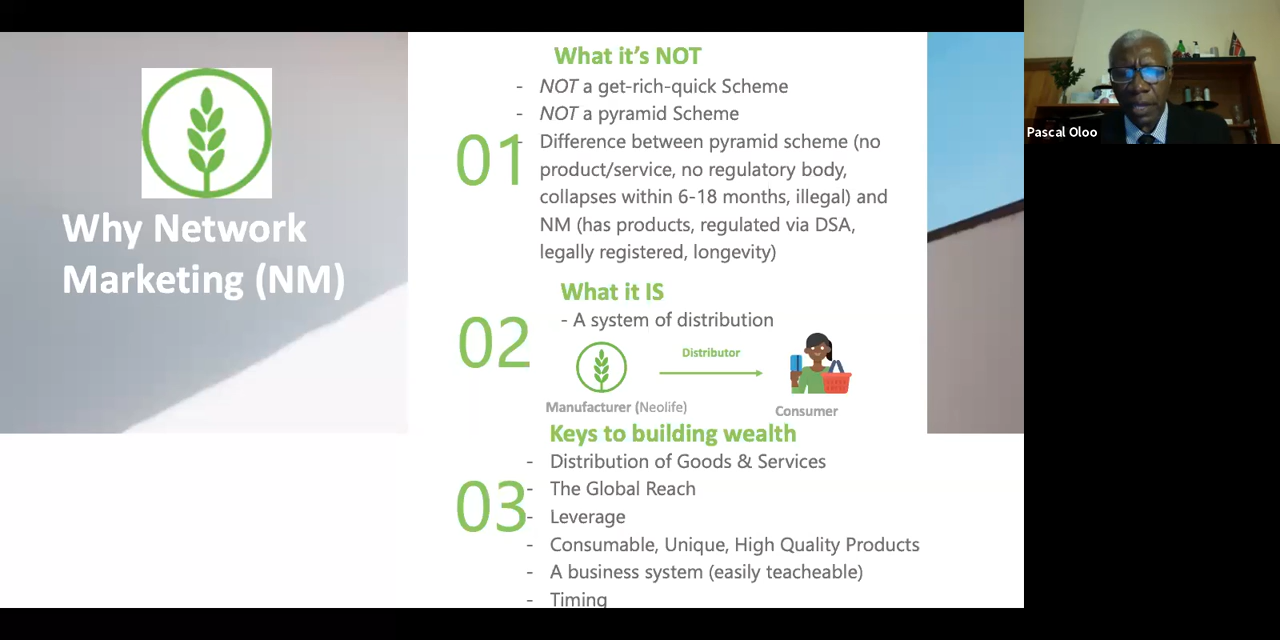 Why Network
Marketing (NM)
01
What it's NOT
- NOT a get-rich-quick Scheme
- NOT a pyramid Scheme
- Difference between pyramid scheme (no
product/service, no regulatory body,
collapses within 6-18 months, illegal) and
NM (has products, regulated via DSA,
legally registered, longevity)
02
What it IS
- A system of distribution
Distributor
Manufacturer (Neolife)
Consumer
03
Keys to building wealth
- Distribution of Goods & Services
- The Global Reach
- Leverage
- Consumable, Unique, High Quality Products
- A business system (easily teacheable)
- Timing
Pascal Oloo